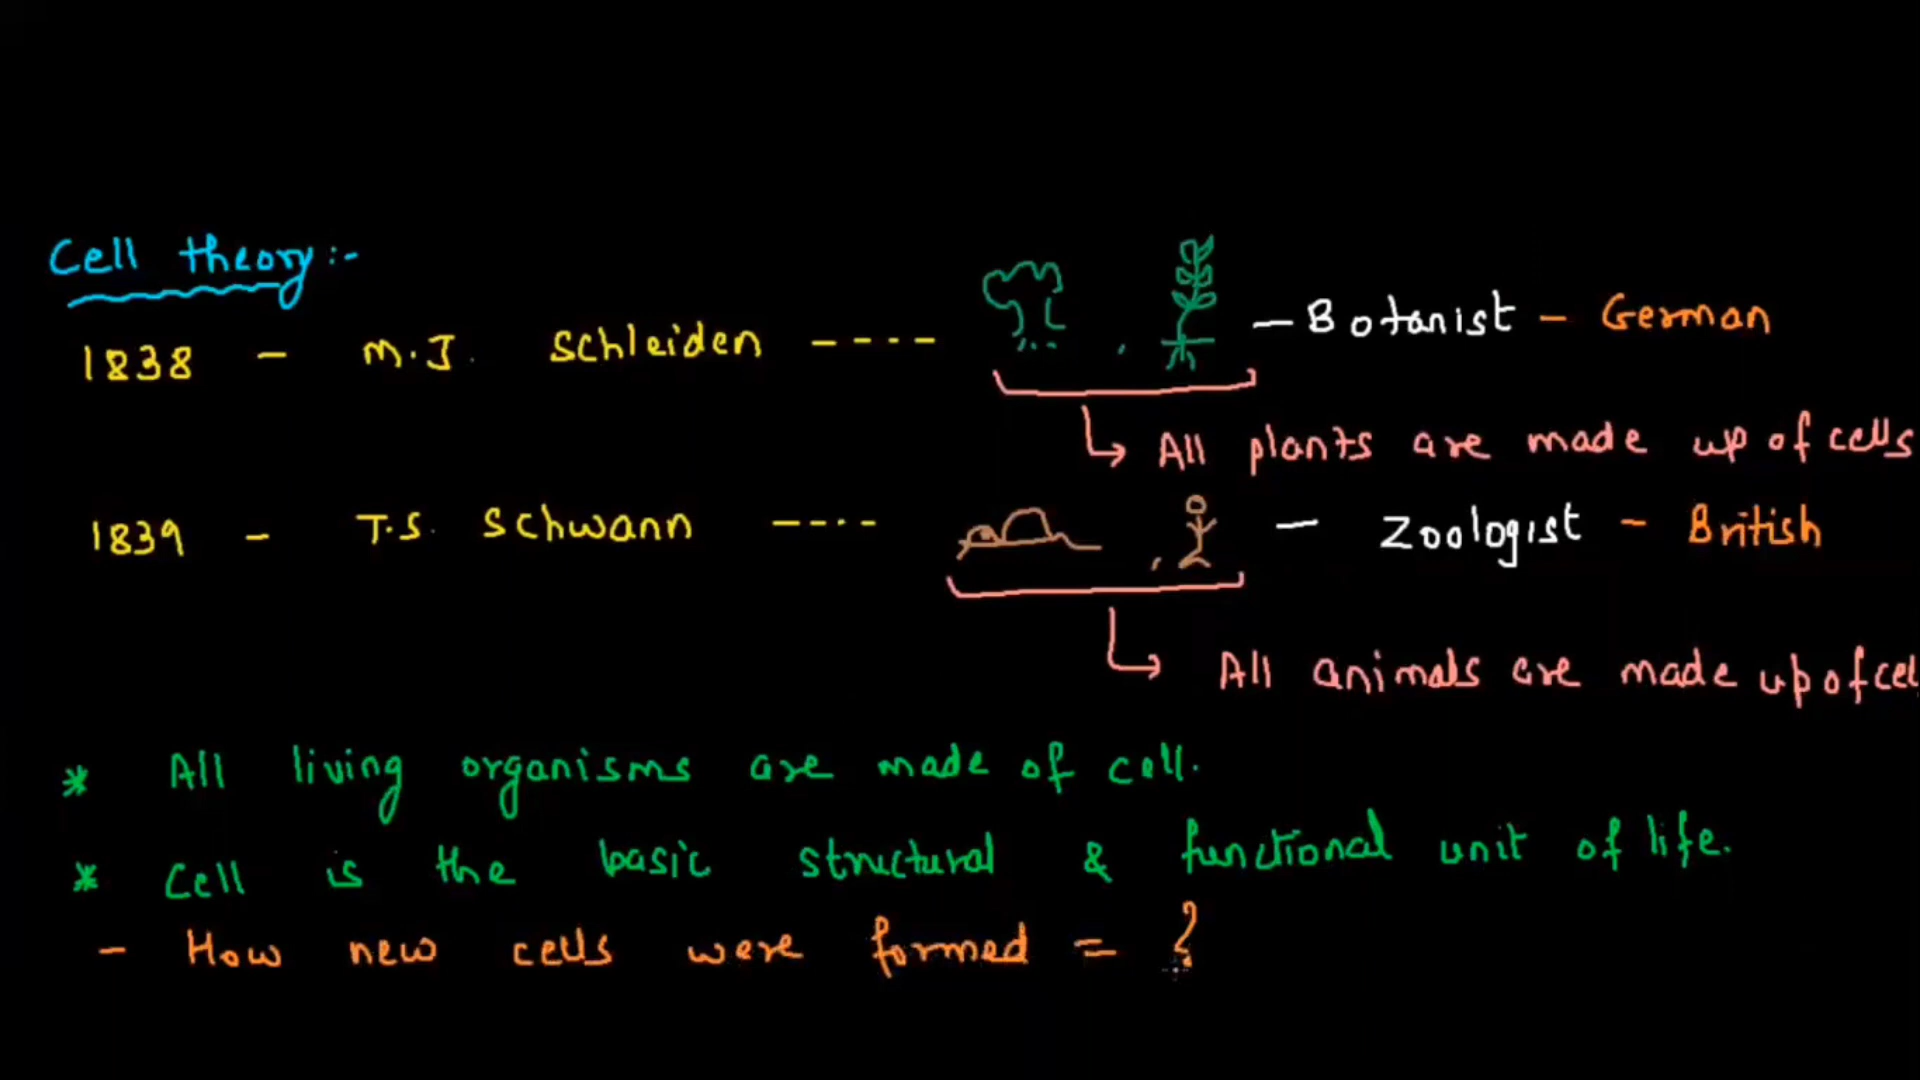 Cell theory:-
1838 - M.J. Schleiden ---- , - Botanist - German
All plants are made up of cells
1839 - T.S. Schwann ---- , - Zoologist - British
All animals are made up of cel
* All living organisms are made of cell.
* Cell is the basic structural & functional unit of life.
- How new cells were formed = ?